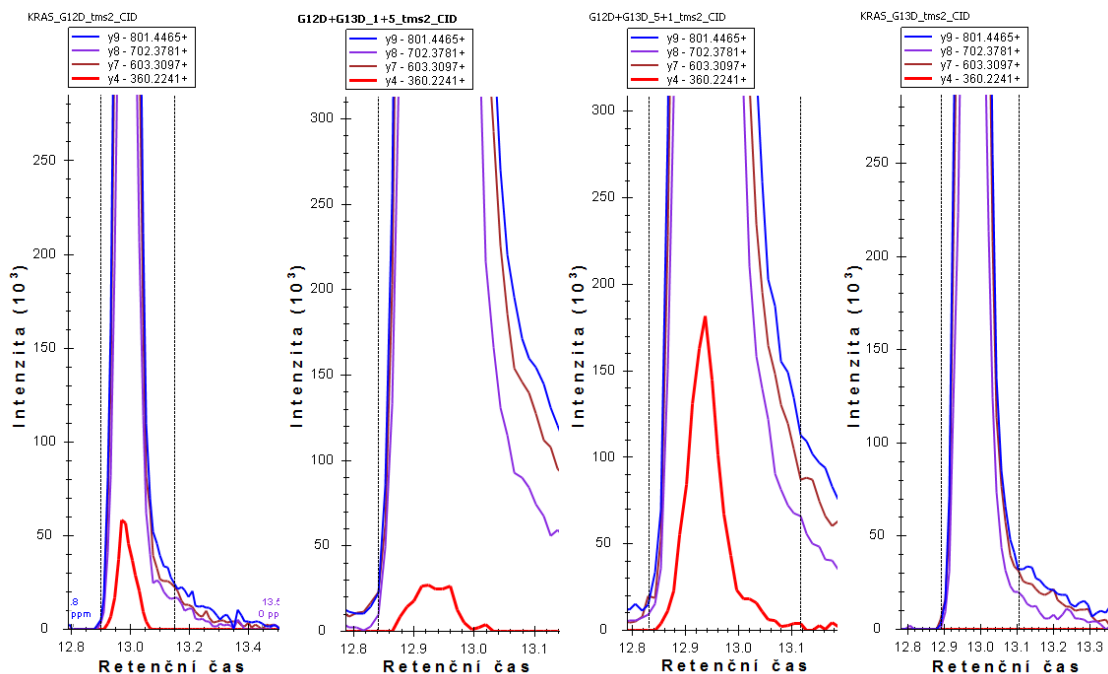 KRAS_G12D_tms2_CID
y9 - 801.4465+
y8 - 702.3781+
y7 - 603.3097+
y4 - 360.2241+
250
200
150
100
50
0
Intenzita (10³)
.8
ppm
13.5
0 pp
12.8 13.0 13.2 13.4
Retenční čas
G12D+G13D_1+5_tms2_CID
y9 - 801.4465+
y8 - 702.3781+
y7 - 603.3097+
y4 - 360.2241+
300
250
200
150
100
50
0
Intenzita (10³)
12.8 12.9 13.0 13.1
Retenční čas
G12D+G13D_5+1_tms2_CID
y9 - 801.4465+
y8 - 702.3781+
y7 - 603.3097+
y4 - 360.2241+
300
250
200
150
100
50
0
Intenzita (10³)
12.8 12.9 13.0 13.1
Retenční čas
KRAS_G13D_tms2_CID
y9 - 801.4465+
y8 - 702.3781+
y7 - 603.3097+
y4 - 360.2241+
250
200
150
100
50
0
Intenzita (10³)
12.8 12.9 13.0 13.1 13.2 13.3
Retenční čas